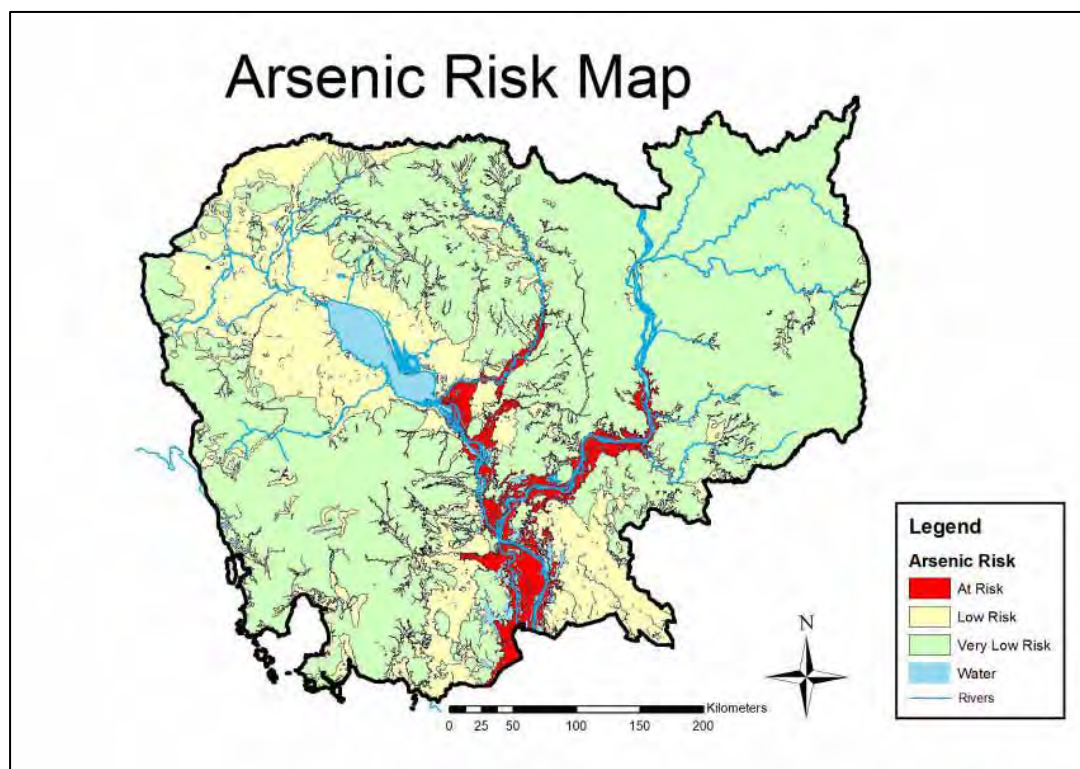 Arsenic Risk Map
Legend
Arsenic Risk
At Risk
Low Risk
Very Low Risk
Water
Rivers
N
Kilometers
0 25 50 100 150 200